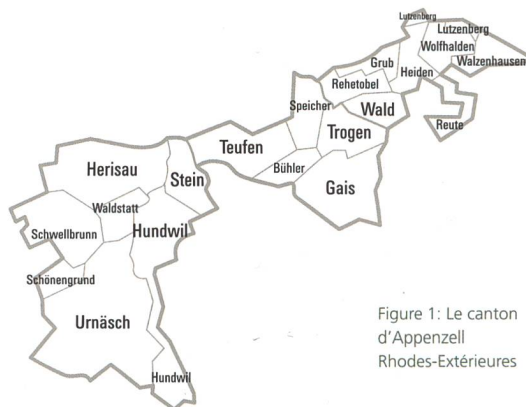 Lutzenberg
Lutzenberg
Grub
Wolfhalden
Rehetobel
Heiden
Walzenhausen
Speicher
Wald
Reute
Teufen
Trogen
Herisau
Stein
Bühler
Gais
Waldstatt
Hundwil
Schwellbrunn
Schönengrund
Urnäsch
Hundwil
Figure 1: Le canton
d'Appenzell
Rhodes-Extérieures